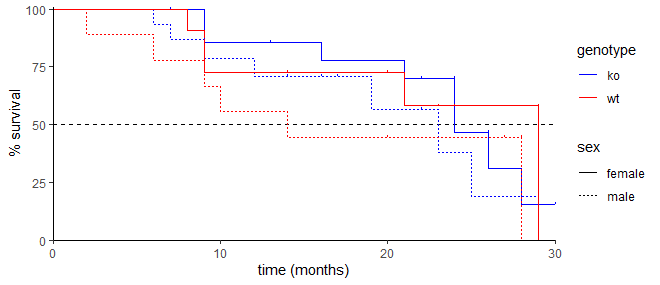 100
75
50
25
0
% survival
0
10
20
30
time (months)
genotype
ko
wt
sex
female
male